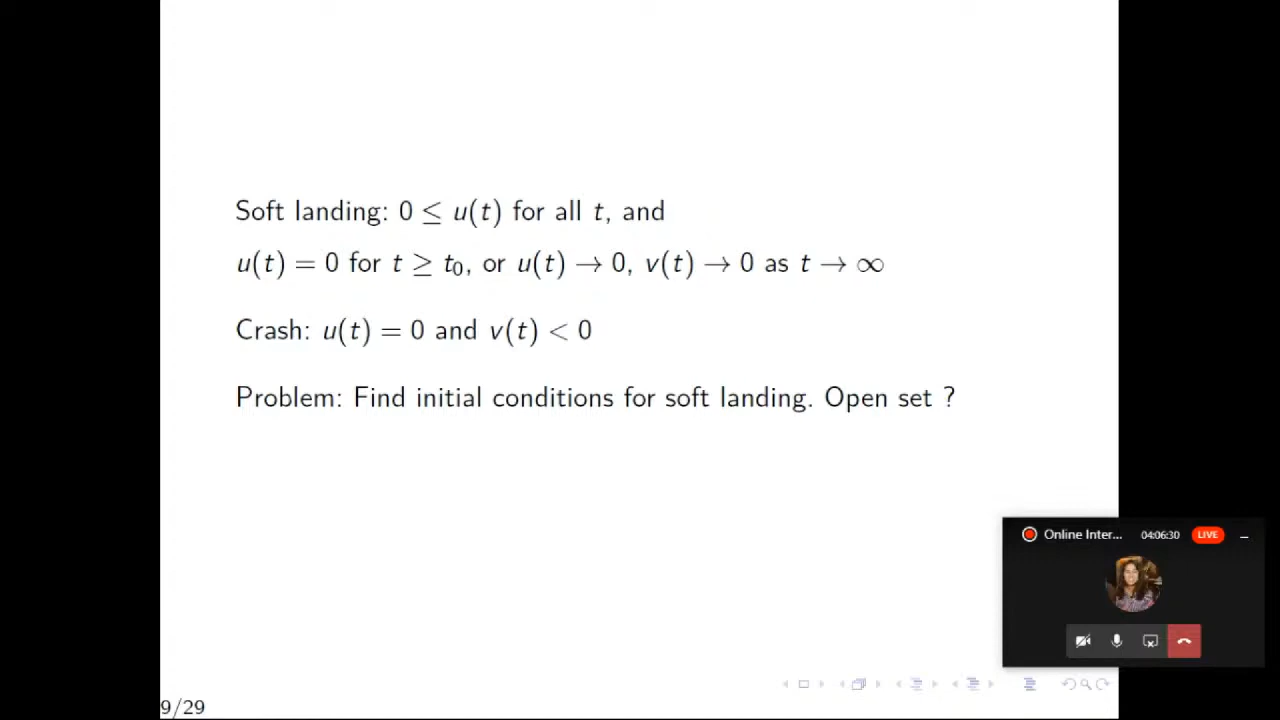 Soft landing: 0 ≤ u(t) for all t, and
u(t) = 0 for t ≥ t₀, or u(t) → 0, v(t) → 0 as t → ∞
Crash: u(t) = 0 and v(t) < 0
Problem: Find initial conditions for soft landing. Open set ?
Online Inter... 04:06:30 LIVE
9/29